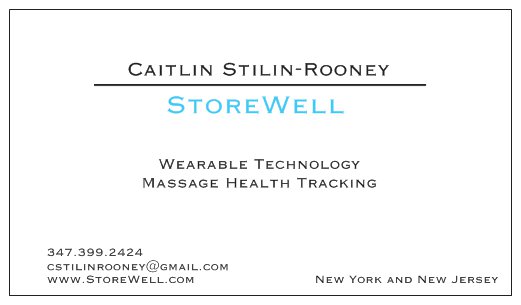 Caitlin Stilin-Rooney
StoreWell
Wearable Technology
Massage Health Tracking
347.399.2424
cstilinrooney@gmail.com
www.StoreWell.com
New York and New Jersey